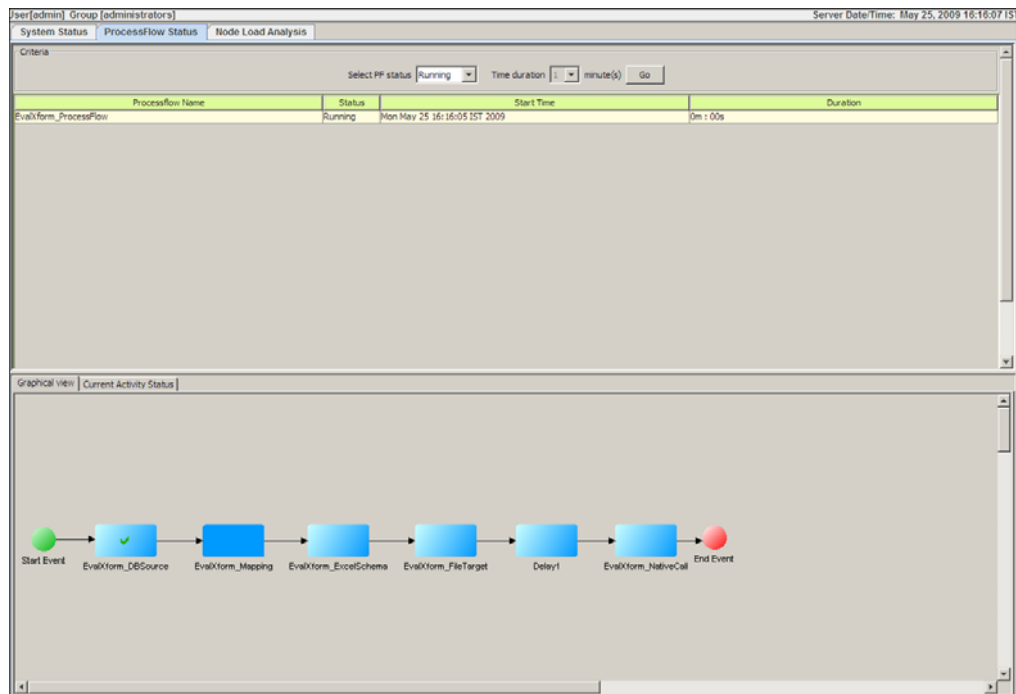 User[admin] Group [administrators] Server Date/Time: May 25, 2009 16:16:07 IST
System Status ProcessFlow Status Node Load Analysis
Criteria
Select PF status Running Time duration 1 minute(s) Go
Processflow Name Status Start Time Duration
EvalXform_ProcessFlow Running Mon May 25 16:16:05 IST 2009 0m : 00s
Graphical view Current Activity Status
Start Event EvalXform_DBSource EvalXform_Mapping EvalXform_ExcelSchema EvalXform_FileTarget Delay1 EvalXform_NativeCall End Event